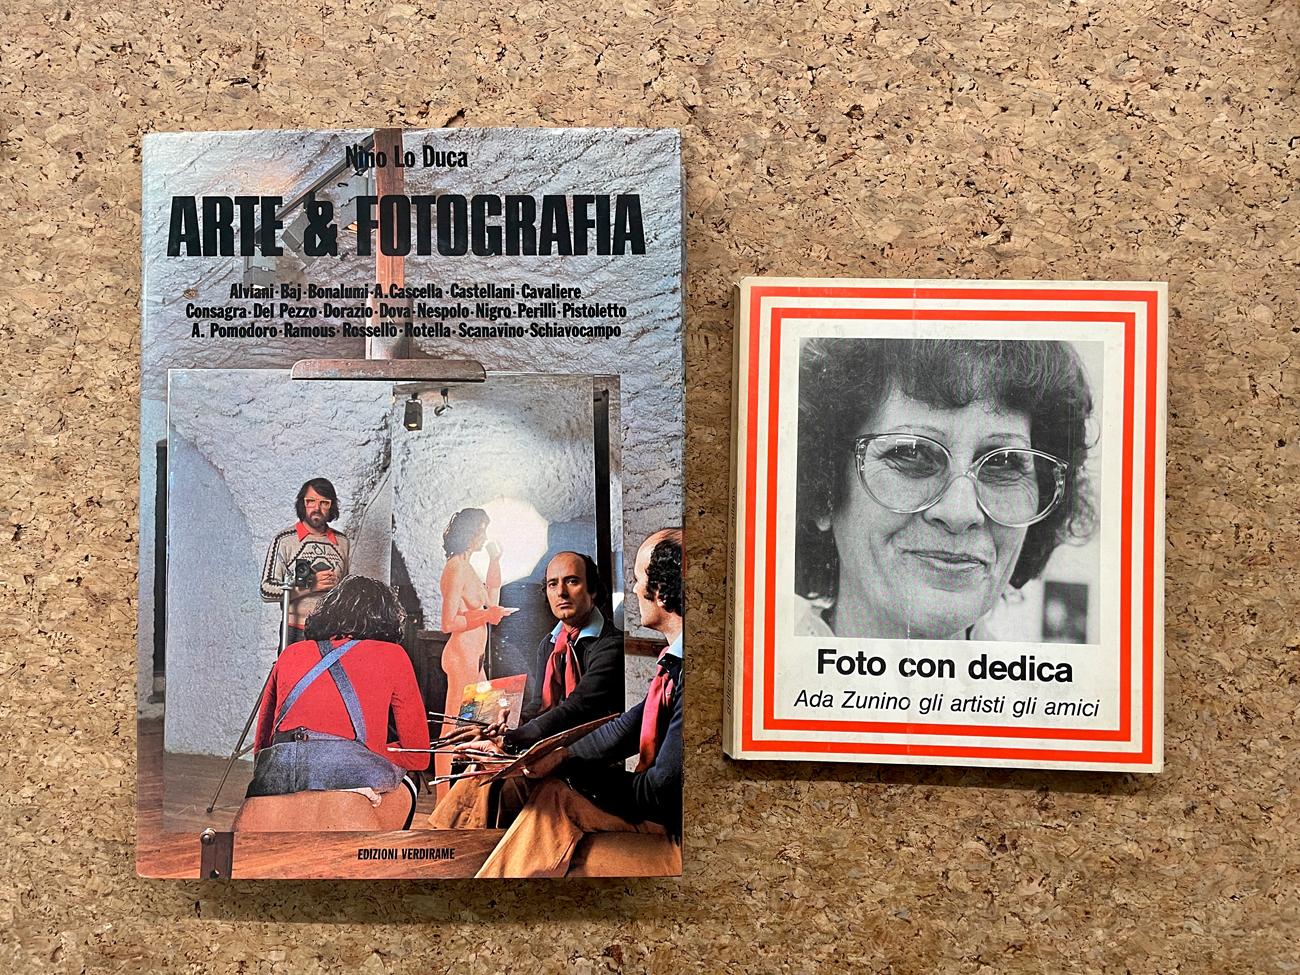 Nino Lo Duca
ARTE & FOTOGRAFIA
Alviani·Baj·Bonalumi·A.Cascella·Castellani·Cavaliere
Consagra·Del Pezzo·Dorazio·Dova·Nespolo·Nigro·Perilli·Pistoletto
A. Pomodoro·Ramous·Rossello·Rotella·Scanavino·Schiavocampo
EDIZIONI VERDIRAME
Foto con dedica
Ada Zunino gli artisti gli amici